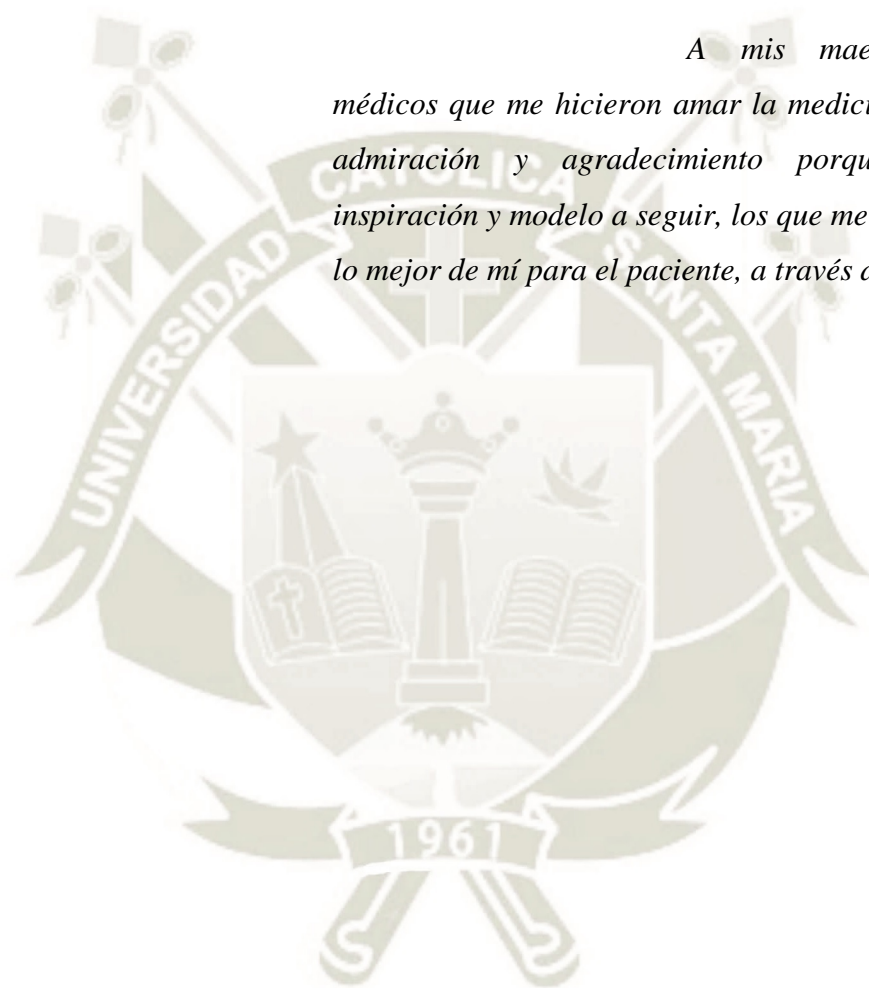 A mis
médicos que me hicieron amar la
admiración y agradecimiento
inspiración y modelo a seguir, los que me
lo mejor de mí para el paciente, a través
UNIVERSIDAD CATOLICA SANTA MARIA
1961